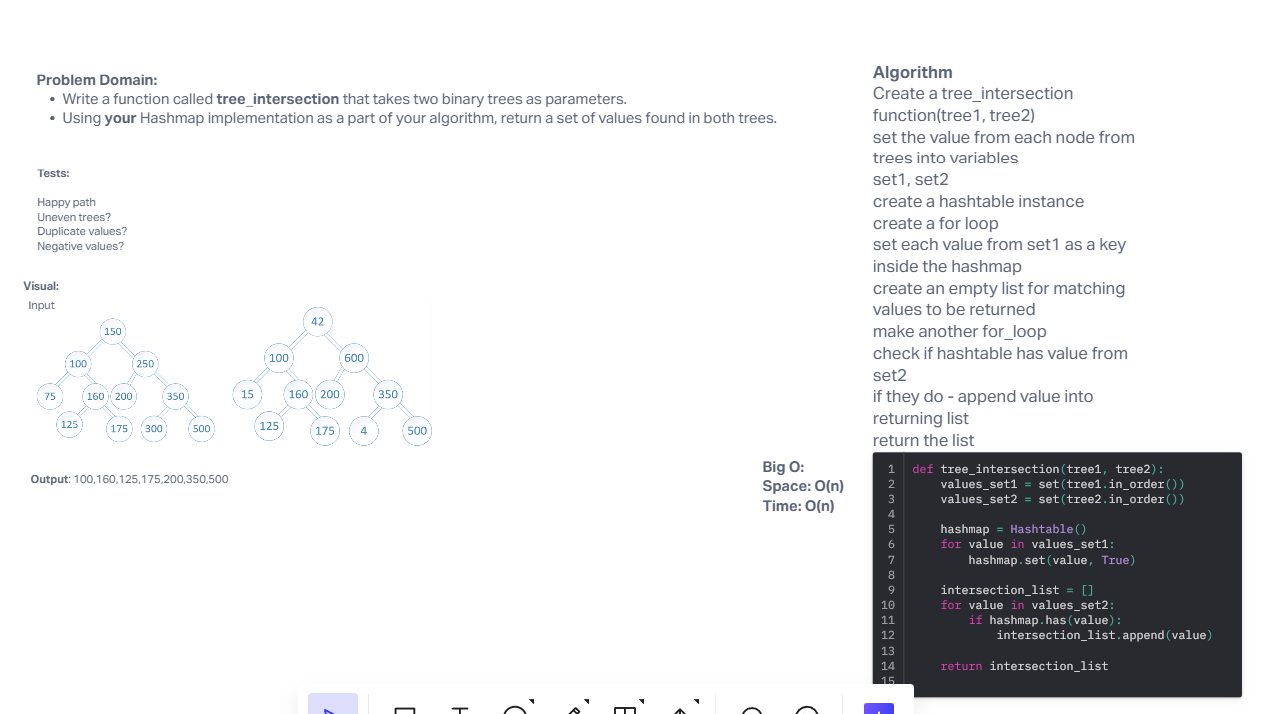 Problem Domain:
• Write a function called tree_intersection that takes two binary trees as parameters.
• Using your Hashmap implementation as a part of your algorithm, return a set of values found in both trees.
Tests:
Happy path
Uneven trees?
Duplicate values?
Negative values?
Visual:
Input
150
100 250
75 160 200 350
125 175 300 500
42
100 600
15 160 200 350
125 175 4 500
Output: 100,160,125,175,200,350,500
Big O:
Space: O(n)
Time: O(n)
Algorithm
Create a tree_intersection
function(tree1, tree2)
set the value from each node from
trees into variables
set1, set2
create a hashtable instance
create a for loop
set each value from set1 as a key
inside the hashmap
create an empty list for matching
values to be returned
make another for_loop
check if hashtable has value from
set2
if they do - append value into
returning list
return the list
1 def tree_intersection(tree1, tree2):
2     values_set1 = set(tree1.in_order())
3     values_set2 = set(tree2.in_order())
4
5     hashmap = Hashtable()
6     for value in values_set1:
7         hashmap.set(value, True)
8
9     intersection_list = []
10     for value in values_set2:
11         if hashmap.has(value):
12             intersection_list.append(value)
13
14     return intersection_list
15